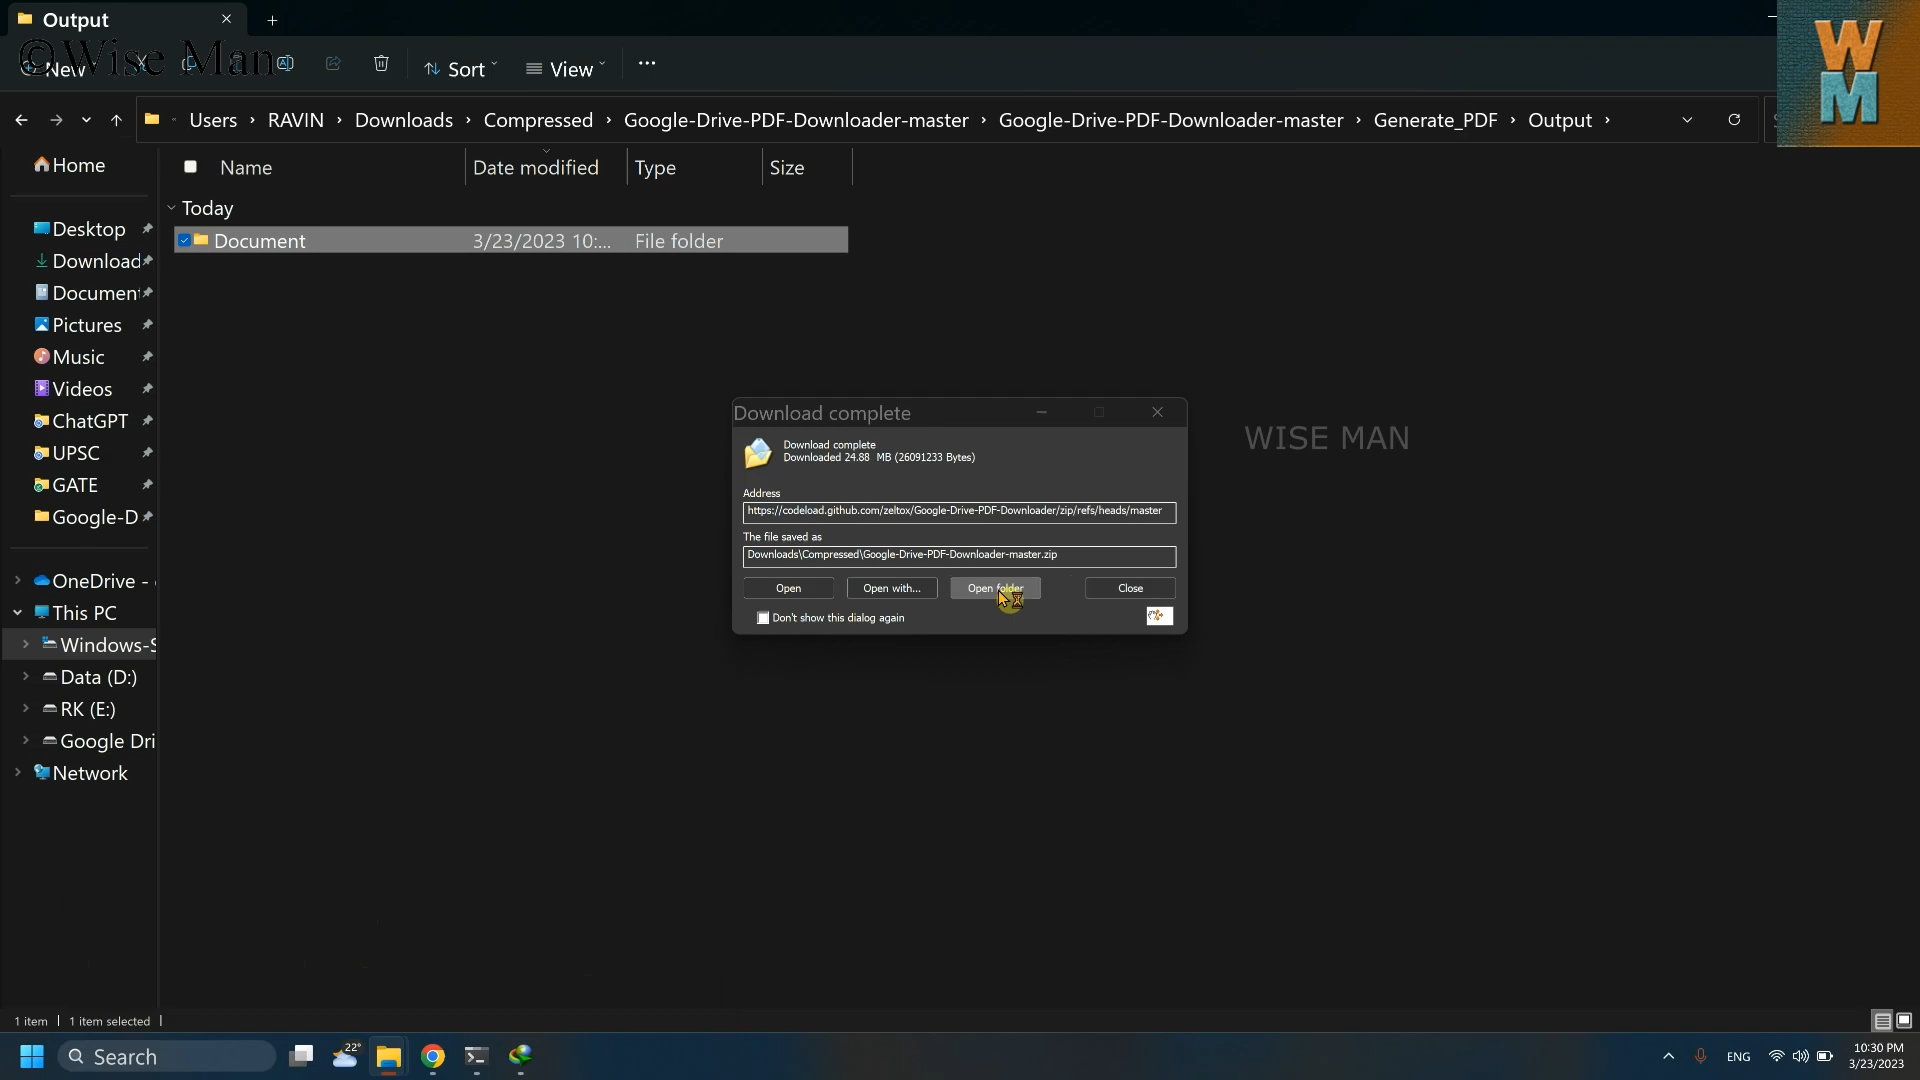 Output
©Wise Man
New
Sort
View
WM
Users
RAVIN
Downloads
Compressed
Google-Drive-PDF-Downloader-master
Google-Drive-PDF-Downloader-master
Generate_PDF
Output
Home
Name
Date modified
Type
Size
Today
Document
3/23/2023 10:...
File folder
Desktop
Download
Document
Pictures
Music
Videos
ChatGPT
UPSC
GATE
Google-D
OneDrive -
This PC
Windows-S
Data (D:)
RK (E:)
Google Dri
Network
Download complete
Download complete
Downloaded 24.88 MB (26091233 Bytes)
Address
https://codeload.github.com/zeltox/Google-Drive-PDF-Downloader/zip/refs/heads/master
The file saved as
Downloads\Compressed\Google-Drive-PDF-Downloader-master.zip
Open
Open with...
Open folder
Close
Don't show this dialog again
WISE MAN
1 item
1 item selected
Search
22°
ENG
10:30 PM
3/23/2023